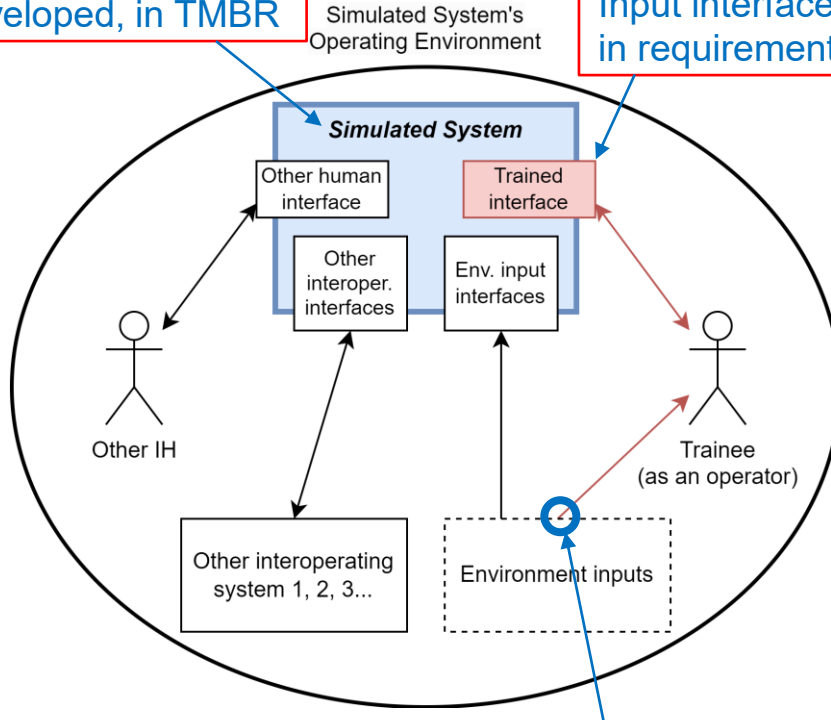 veloped, in TMBR
Simulated System's
Operating Environment
Input interface
in requirement
Simulated System
Other human
interface
Trained
interface
Other
interoper.
interfaces
Env. input
interfaces
Other IH
Trainee
(as an operator)
Other interoperating
system 1, 2, 3...
Environment inputs